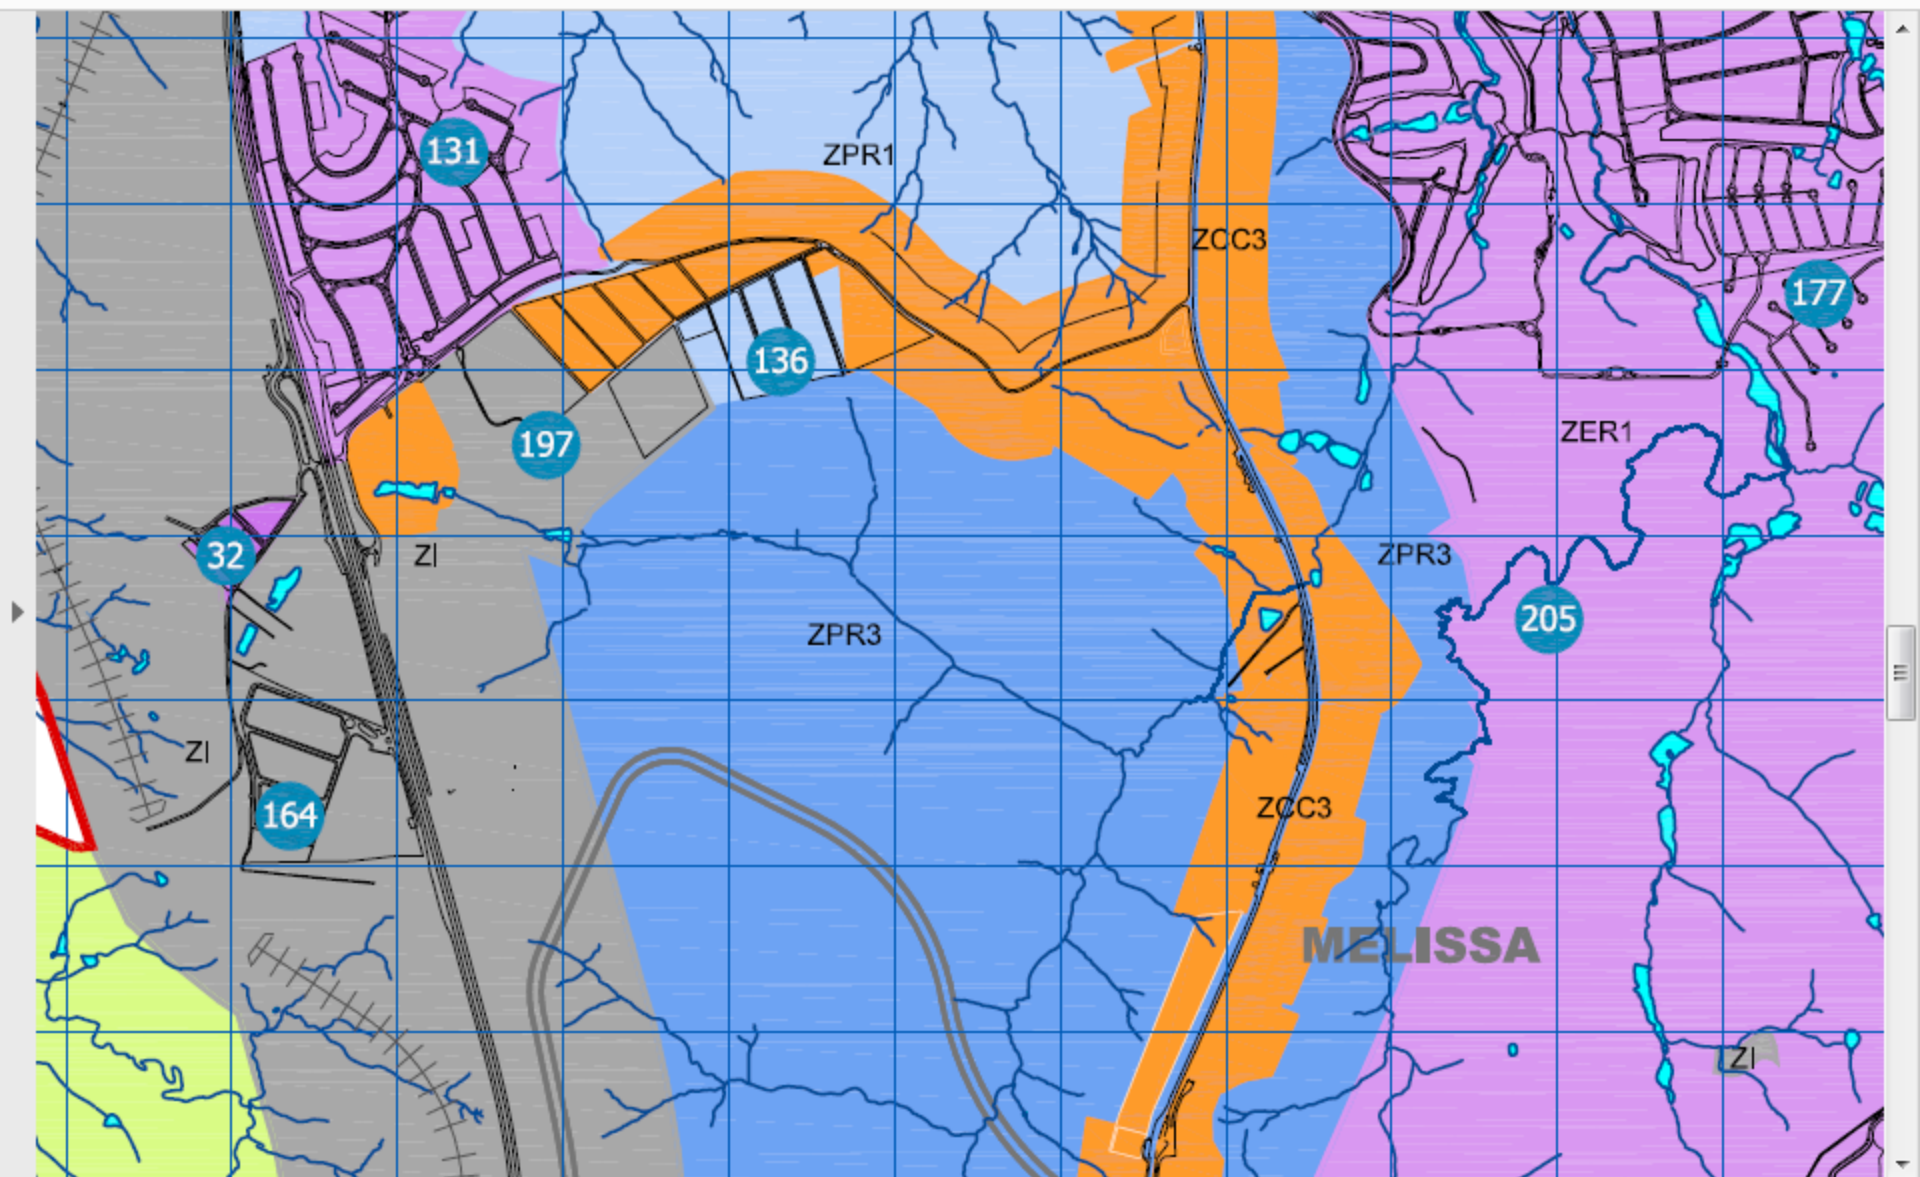 131
ZPR1
ZCC3
177
136
ZER1
197
32
ZI
ZPR3
205
ZPR3
ZI
164
ZCC3
MELISSA
ZI